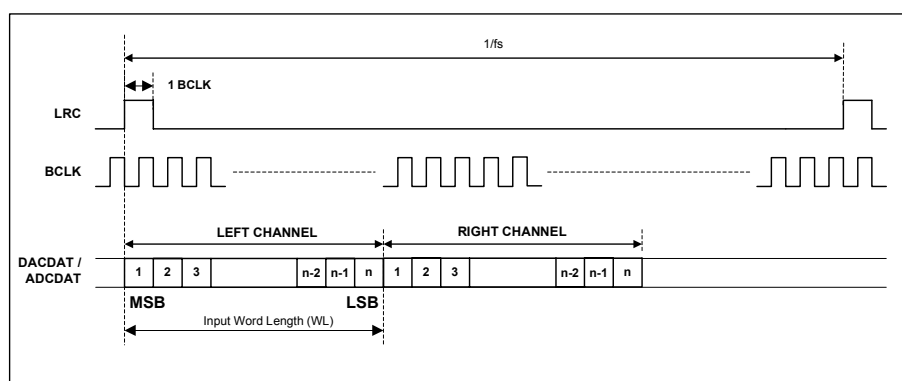 1/fs
1 BCLK
LRC
BCLK
LEFT CHANNEL RIGHT CHANNEL
DACDAT /
ADCDAT
1 2 3 n-2 n-1 n 1 2 3 n-2 n-1 n
MSB LSB
Input Word Length (WL)